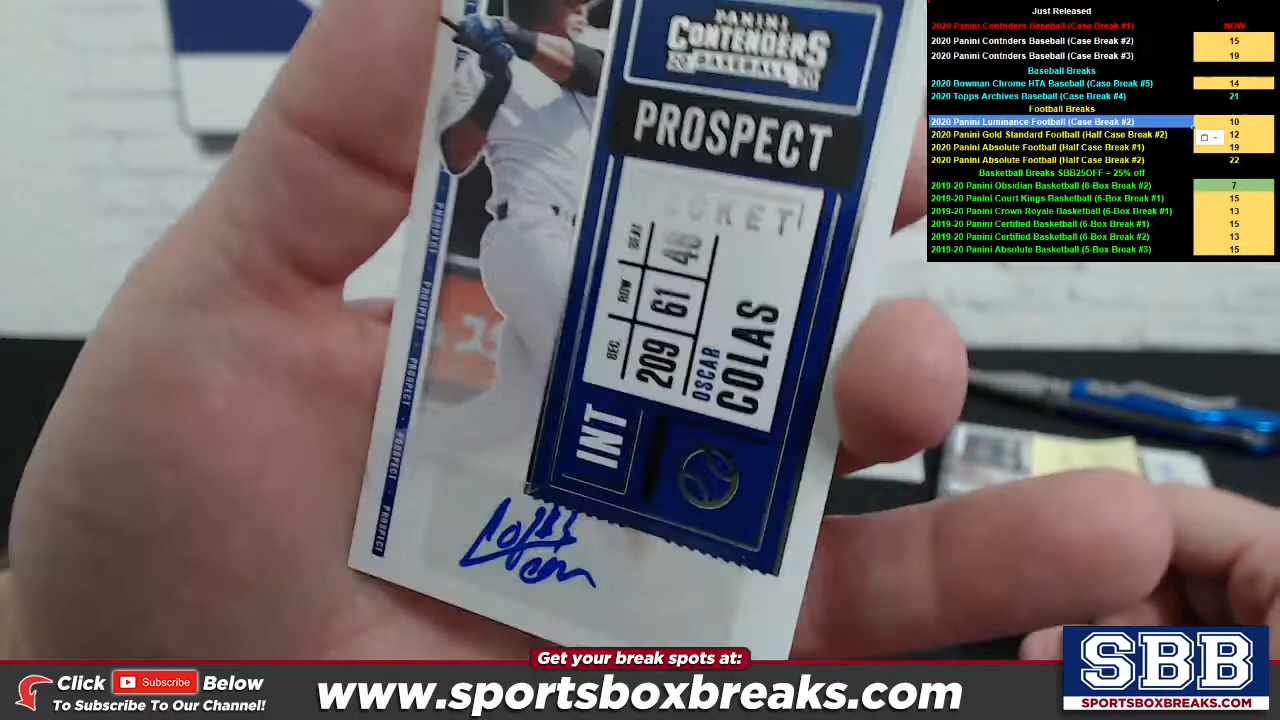 PANINI
CONTENDERS
20 BASEBALL 20
PROSPECT
TICKET
SEC. ROW SEAT
209 61 46
OSCAR
COLAS
INT
PROSPECT · PROSPECT · PROSPECT · PROSPECT
Just Released
2020 Panini Contnders Baseball (Case Break #1) NOW
2020 Panini Contnders Baseball (Case Break #2) 15
2020 Panini Contnders Baseball (Case Break #3) 19
Baseball Breaks
2020 Bowman Chrome HTA Baseball (Case Break #5) 14
2020 Topps Archives Baseball (Case Break #4) 21
Football Breaks
2020 Panini Luminance Football (Case Break #2) 10
2020 Panini Gold Standard Football (Half Case Break #2) 12
2020 Panini Absolute Football (Half Case Break #1) 19
2020 Panini Absolute Football (Half Case Break #2) 22
Basketball Breaks SBB25OFF = 25% off
2019-20 Panini Obsidian Basketball (6-Box Break #2) 7
2019-20 Panini Court Kings Basketball (6-Box Break #1) 15
2019-20 Panini Crown Royale Basketball (6-Box Break #1) 13
2019-20 Panini Certified Basketball (6-Box Break #1) 15
2019-20 Panini Certified Basketball (6-Box Break #2) 13
2019-20 Panini Absolute Basketball (5-Box Break #3) 15
Get your break spots at:
Click Subscribe Below
To Subscribe To Our Channel!
www.sportsboxbreaks.com
SBB
SPORTSBOXBREAKS.COM